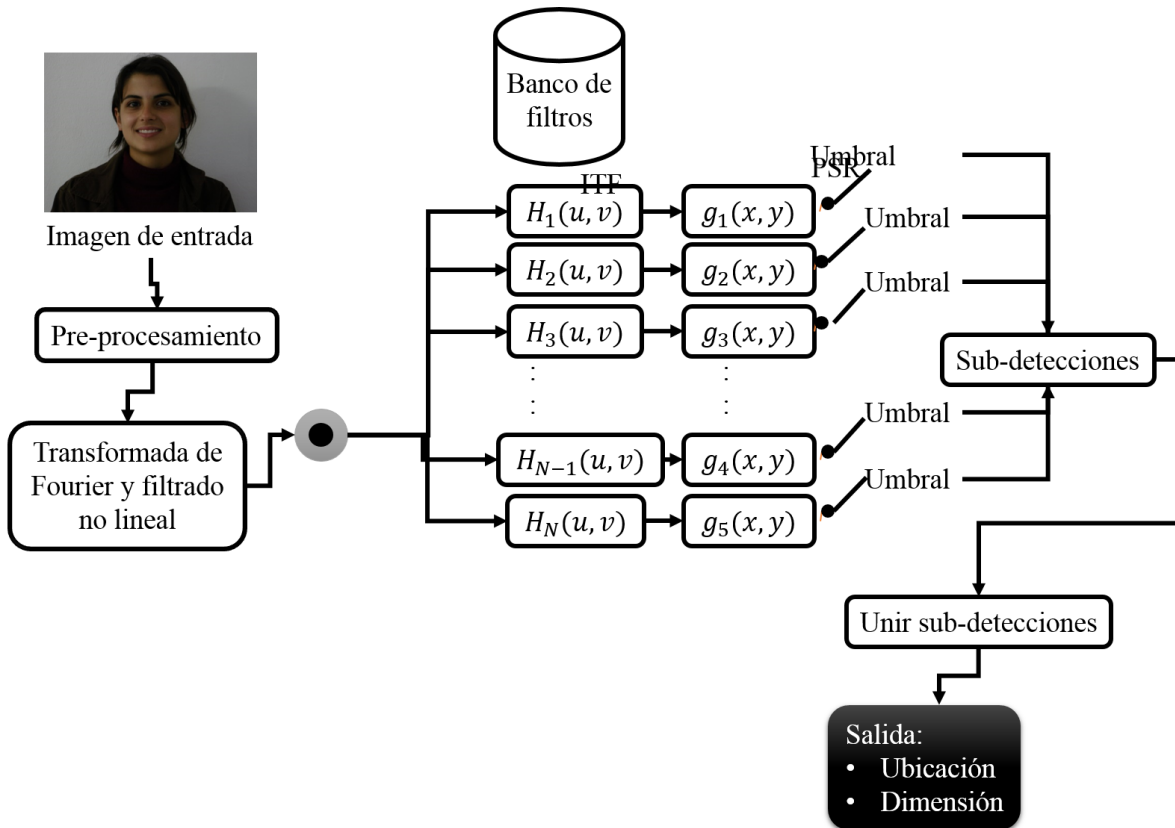 Banco de
filtros
Imagen de entrada
Pre-procesamiento
Transformada de
Fourier y filtrado
no lineal
ITF
PSR
H₁(u, v)
g₁(x, y)
Umbral
H₂(u, v)
g₂(x, y)
Umbral
H₃(u, v)
g₃(x, y)
Umbral
H_{N−1}(u, v)
g₄(x, y)
Umbral
H_N(u, v)
g₅(x, y)
Umbral
Sub-detecciones
Unir sub-detecciones
Salida:
• Ubicación
• Dimensión